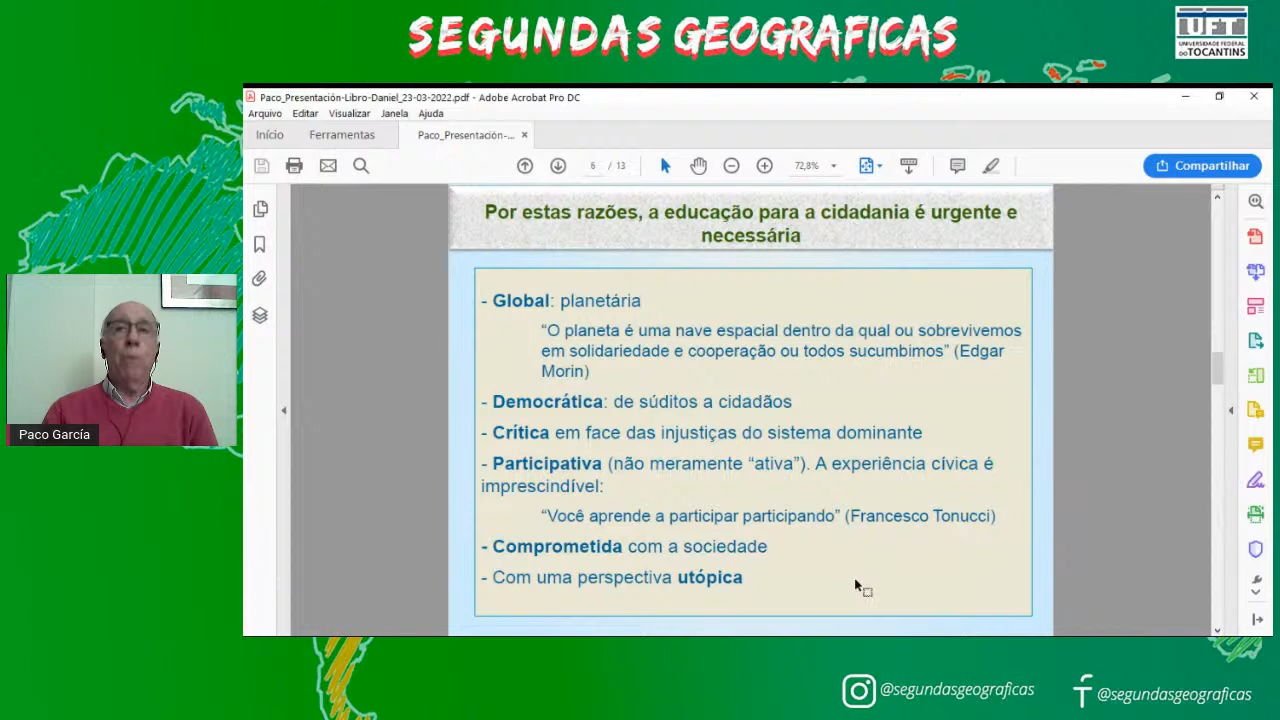 SEGUNDAS GEOGRAFICAS
UFT
UNIVERSIDADE FEDERAL
DO TOCANTINS
Paco_Presentación-Libro-Daniel_23-03-2022.pdf - Adobe Acrobat Pro DC
Arquivo Editar Visualizar Janela Ajuda
Início Ferramentas Paco_Presentación-... ×
6 / 13 72,8% Compartilhar
Por estas razões, a educação para a cidadania é urgente e
necessária
- Global: planetária
“O planeta é uma nave espacial dentro da qual ou sobrevivemos
em solidariedade e cooperação ou todos sucumbimos” (Edgar
Morin)
- Democrática: de súditos a cidadãos
- Crítica em face das injustiças do sistema dominante
- Participativa (não meramente “ativa”). A experiência cívica é
imprescindível:
“Você aprende a participar participando” (Francesco Tonucci)
- Comprometida com a sociedade
- Com uma perspectiva utópica
Paco García
@segundasgeograficas
@segundasgeograficas